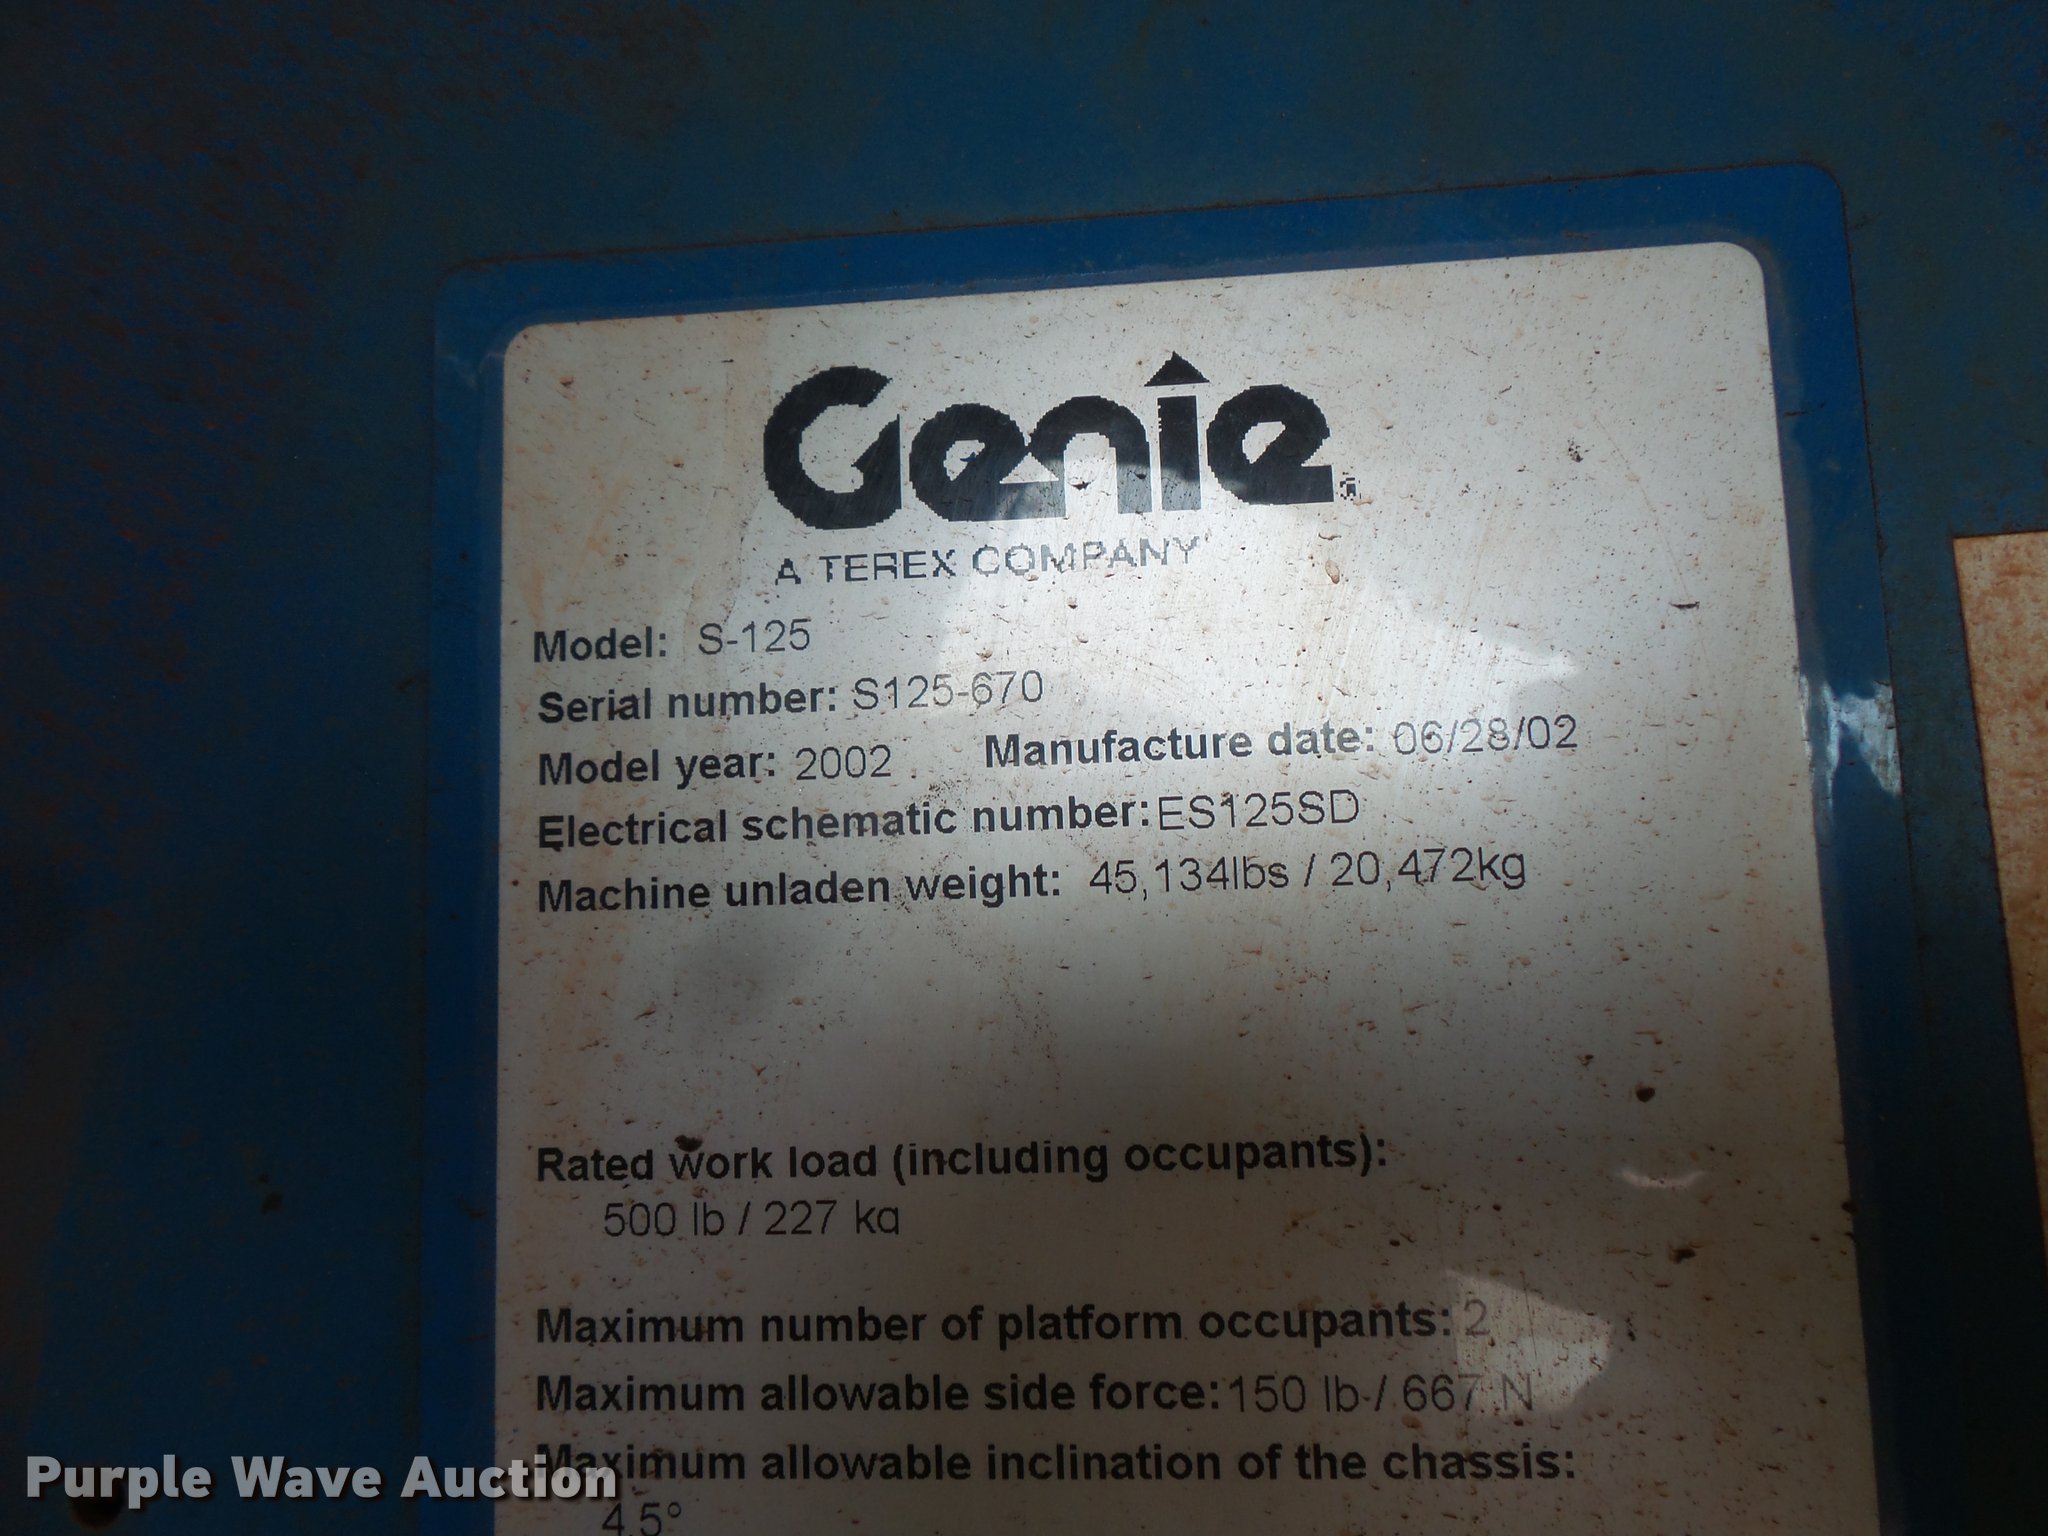 Genie
A TEREX COMPANY
Model: S-125
Serial number: S125-670
Model year: 2002 Manufacture date: 06/28/02
Electrical schematic number: ES125SD
Machine unladen weight: 45,134lbs / 20,472kg
Rated work load (including occupants):
500 lb / 227 kg
Maximum number of platform occupants: 2
Maximum allowable side force: 150 lb / 667 N
Maximum allowable inclination of the chassis:
4.5°
Purple Wave Auction